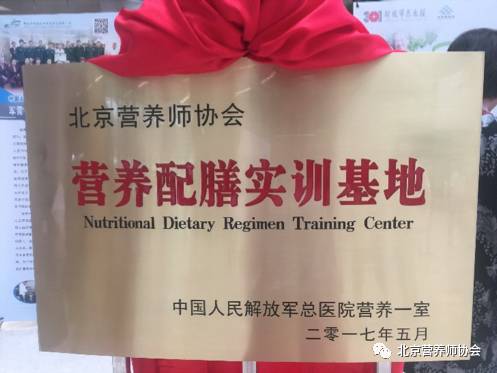 北京营养师协会
营养配膳实训基地
Nutritional Dietary Regimen Training Center
中国人民解放军总医院营养一室
二零一七年五月
北京营养师协会